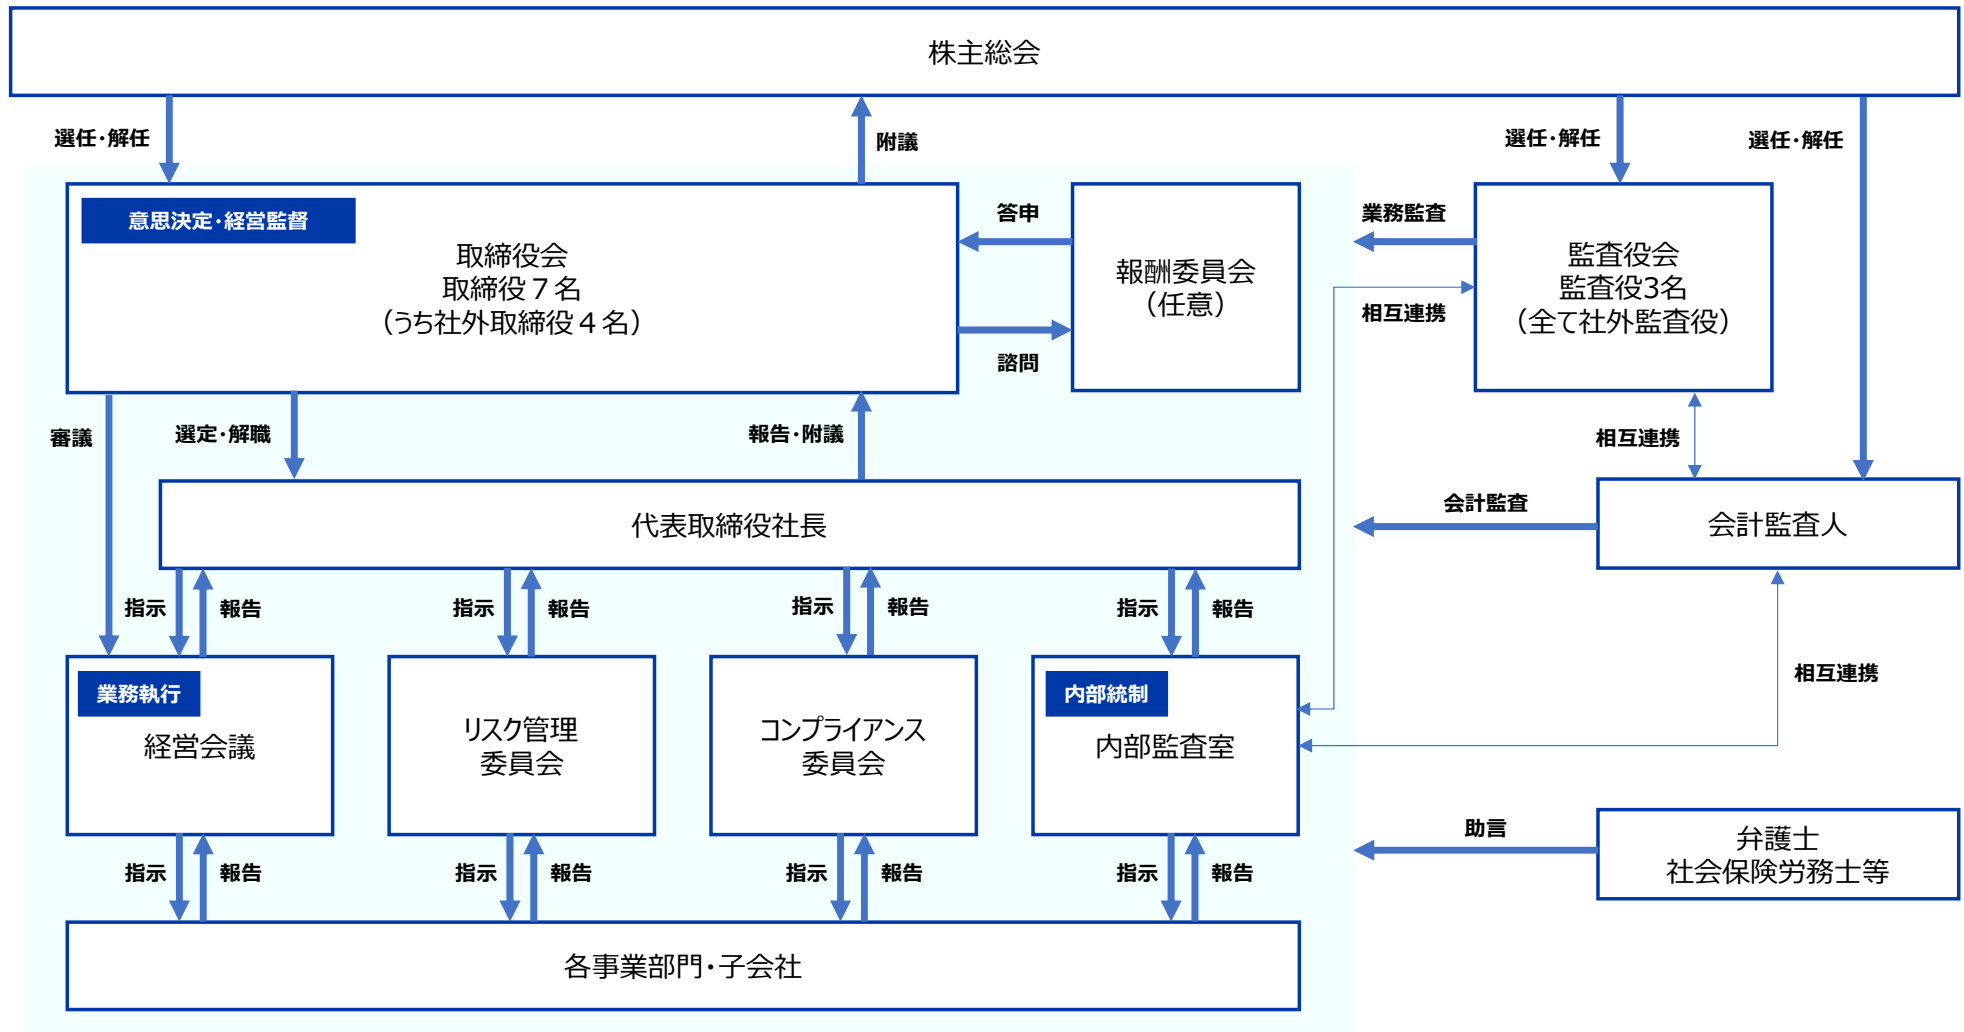 株主総会
選任・解任
附議
選任・解任
選任・解任
意思決定・経営監督
取締役会
取締役７名
（うち社外取締役４名）
答申
諮問
報酬委員会
（任意）
業務監査
相互連携
監査役会
監査役3名
（全て社外監査役）
審議
選定・解職
報告・附議
相互連携
代表取締役社長
会計監査
会計監査人
指示
報告
指示
報告
指示
報告
指示
報告
相互連携
業務執行
経営会議
リスク管理
委員会
コンプライアンス
委員会
内部統制
内部監査室
助言
弁護士
社会保険労務士等
指示
報告
指示
報告
指示
報告
指示
報告
各事業部門・子会社